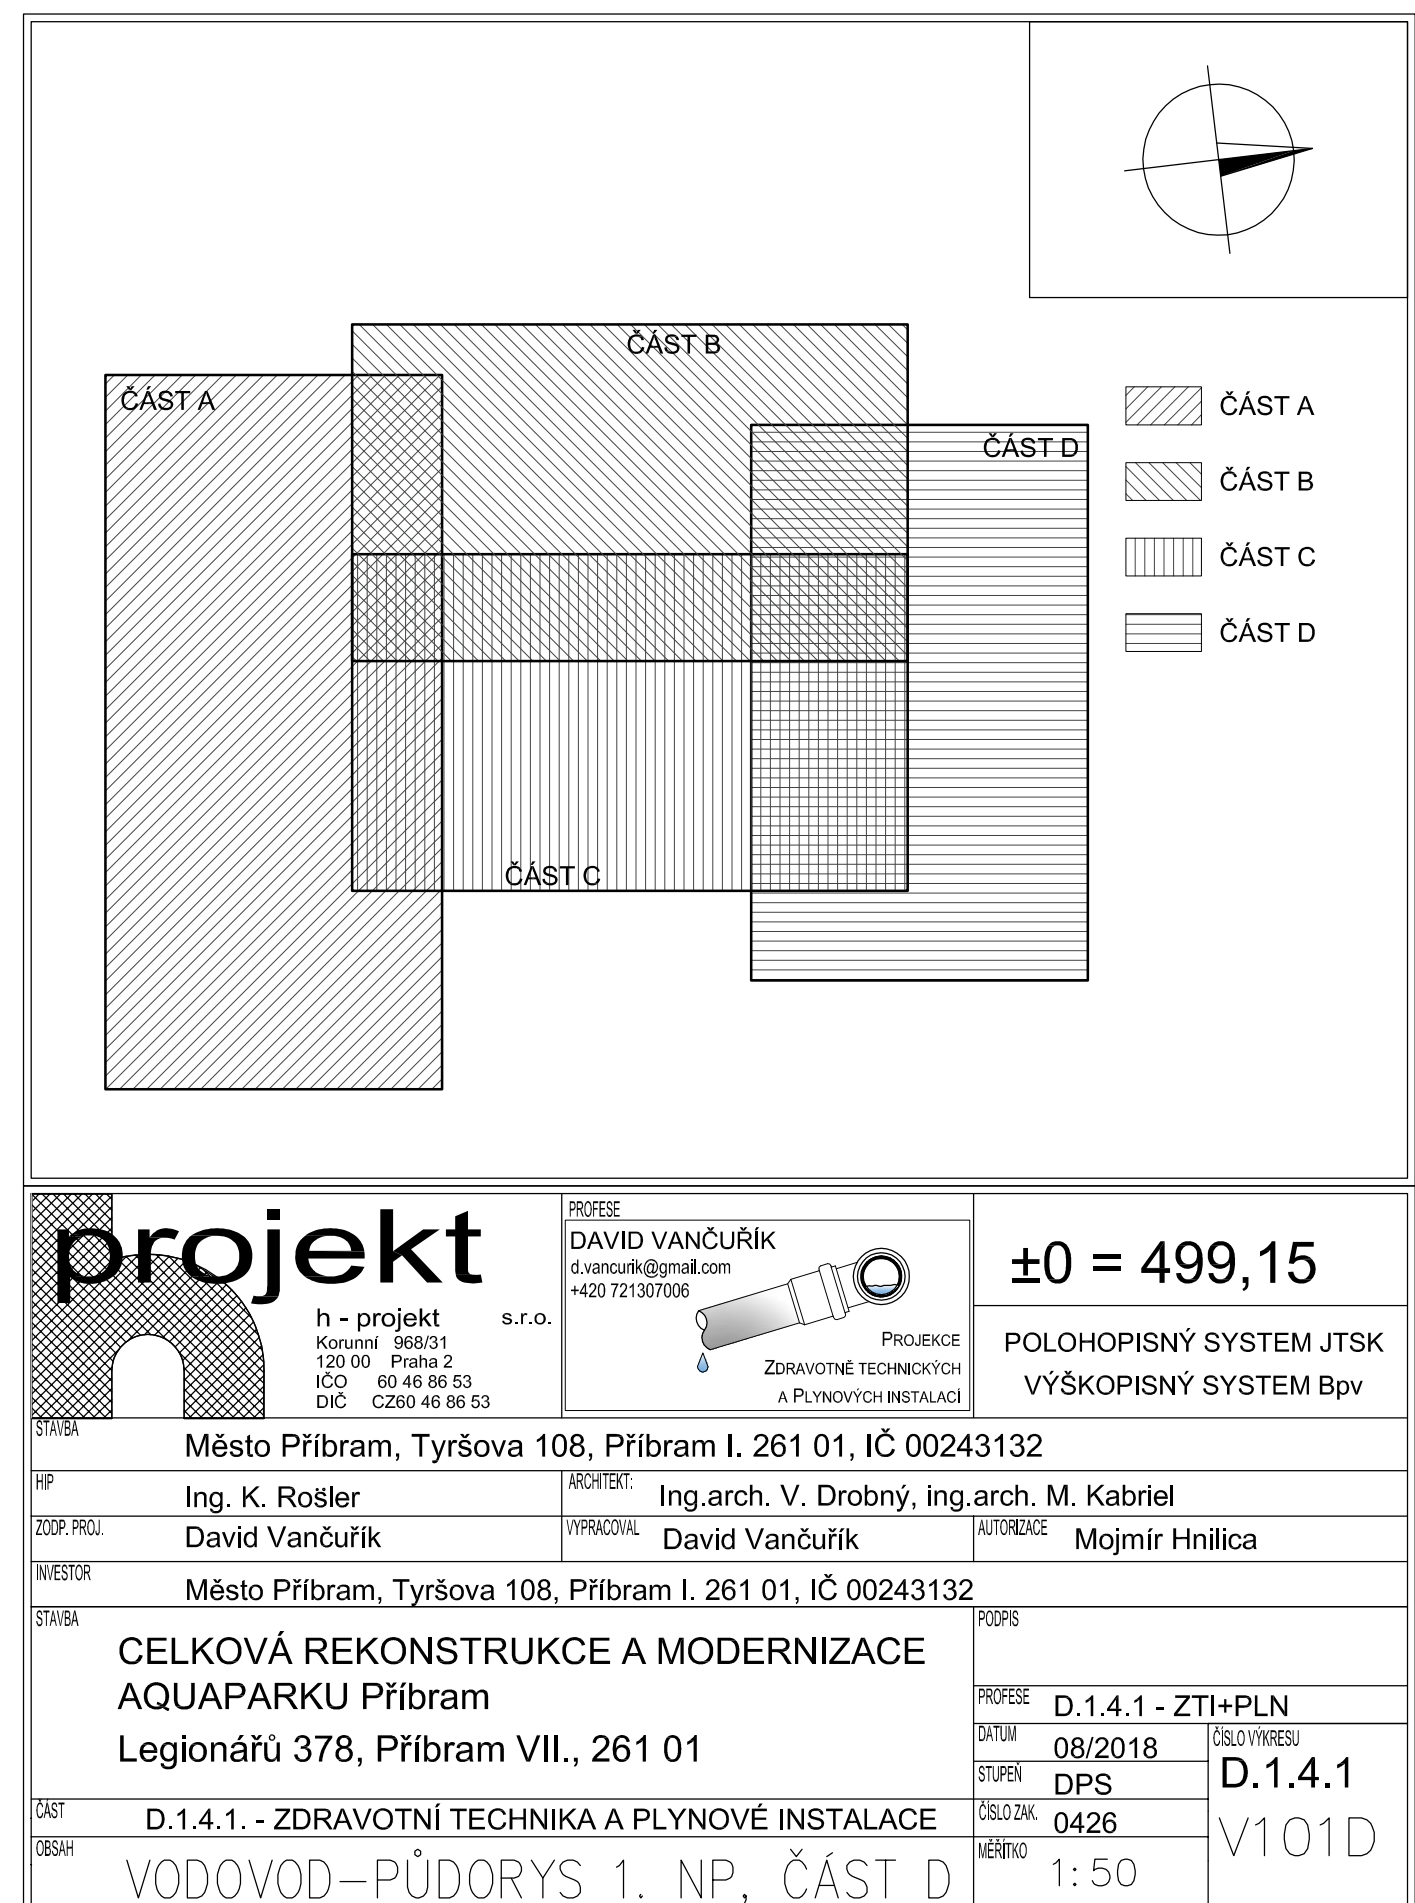 ČÁST B
ČÁST A
ČÁST D
ČÁST C
ČÁST A
ČÁST B
ČÁST C
ČÁST D
projekt
h - projekt s.r.o.
Korunní 968/31
120 00 Praha 2
IČO 60 46 86 53
DIČ CZ60 46 86 53
PROFESE
DAVID VANČUŘÍK
d.vancurik@gmail.com
+420 721307006
PROJEKCE
ZDRAVOTNĚ TECHNICKÝCH
A PLYNOVÝCH INSTALACÍ
±0 = 499,15
POLOHOPISNÝ SYSTEM JTSK
VÝŠKOPISNÝ SYSTEM Bpv
STAVBA
Město Příbram, Tyršova 108, Příbram I. 261 01, IČ 00243132
HIP
Ing. K. Rošler
ARCHITEKT:
Ing.arch. V. Drobný, ing.arch. M. Kabriel
ZODP. PROJ.
David Vančuřík
VYPRACOVAL
David Vančuřík
AUTORIZACE
Mojmír Hnilica
INVESTOR
Město Příbram, Tyršova 108, Příbram I. 261 01, IČ 00243132
STAVBA
CELKOVÁ REKONSTRUKCE A MODERNIZACE
AQUAPARKU Příbram
Legionářů 378, Příbram VII., 261 01
PODPIS
PROFESE
D.1.4.1 - ZTI+PLN
DATUM
08/2018
STUPEŇ
DPS
ČÍSLO VÝKRESU
D.1.4.1
V101D
ČÁST
D.1.4.1. - ZDRAVOTNÍ TECHNIKA A PLYNOVÉ INSTALACE
ČÍSLO ZAK.
0426
OBSAH
VODOVOD-PŮDORYS 1. NP, ČÁST D
MĚŘÍTKO
1:50